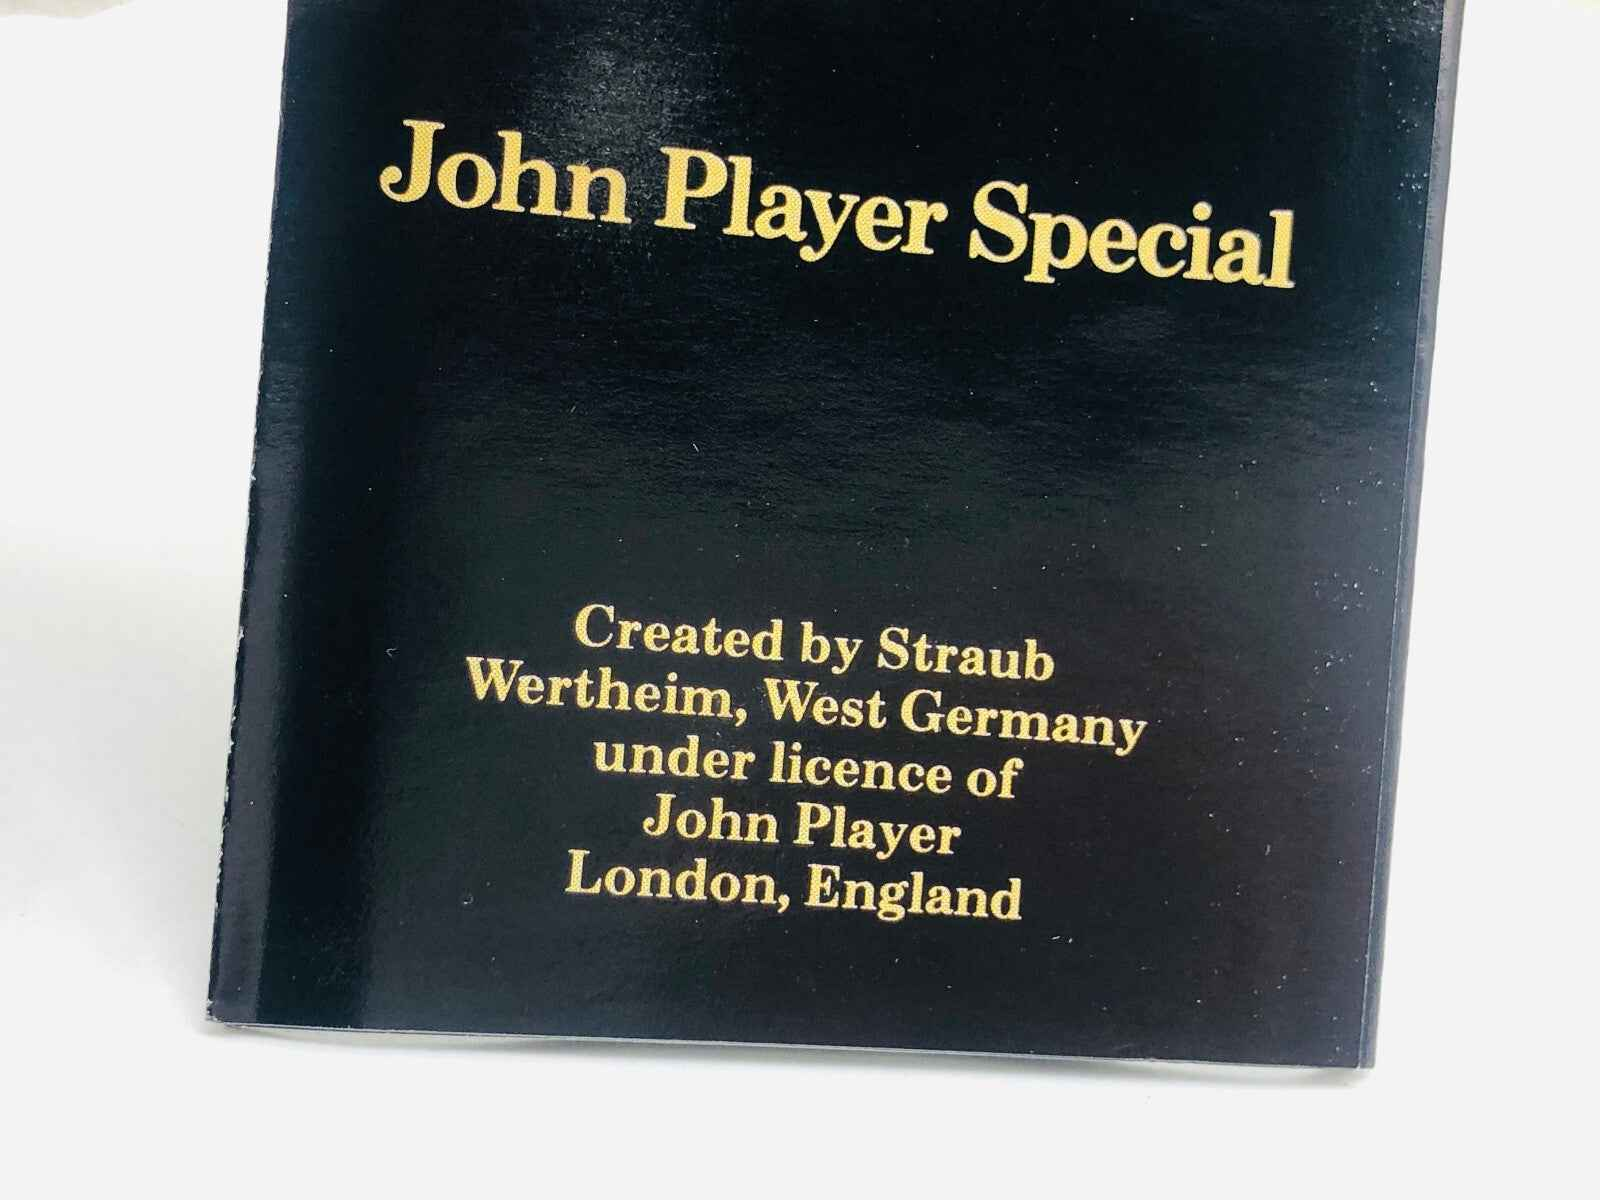 John Player Special
Created by Straub
Wertheim, West Germany
under licence of
John Player
London, England